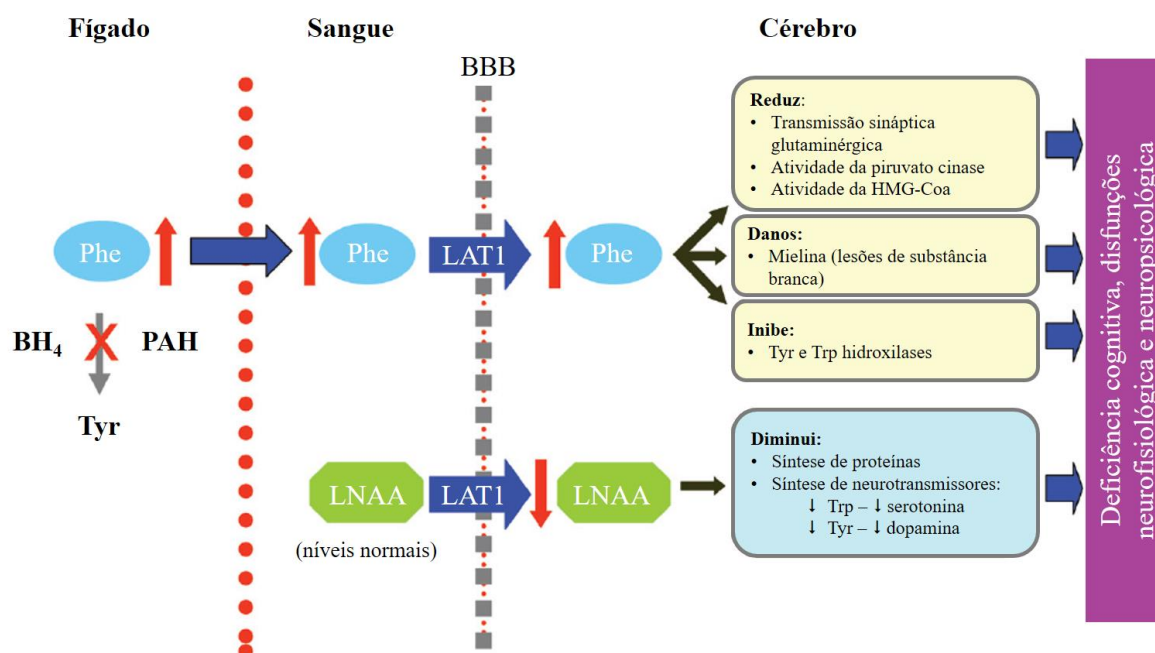 Fígado
Sangue
Cérebro
BBB
Reduz:
• Transmissão sináptica
glutaminérgica
• Atividade da piruvato cinase
• Atividade da HMG-Coa
Phe
Phe
LAT1
Phe
Danos:
• Mielina (lesões de substância
branca)
BH4
X
PAH
Inibe:
• Tyr e Trp hidroxilases
Tyr
LNAA
LAT1
LNAA
(níveis normais)
Diminui:
• Síntese de proteínas
• Síntese de neurotransmissores:
↓ Trp – ↓ serotonina
↓ Tyr – ↓ dopamina
Deficiência cognitiva, disfunções
neurffisiológica e neuropsicológica